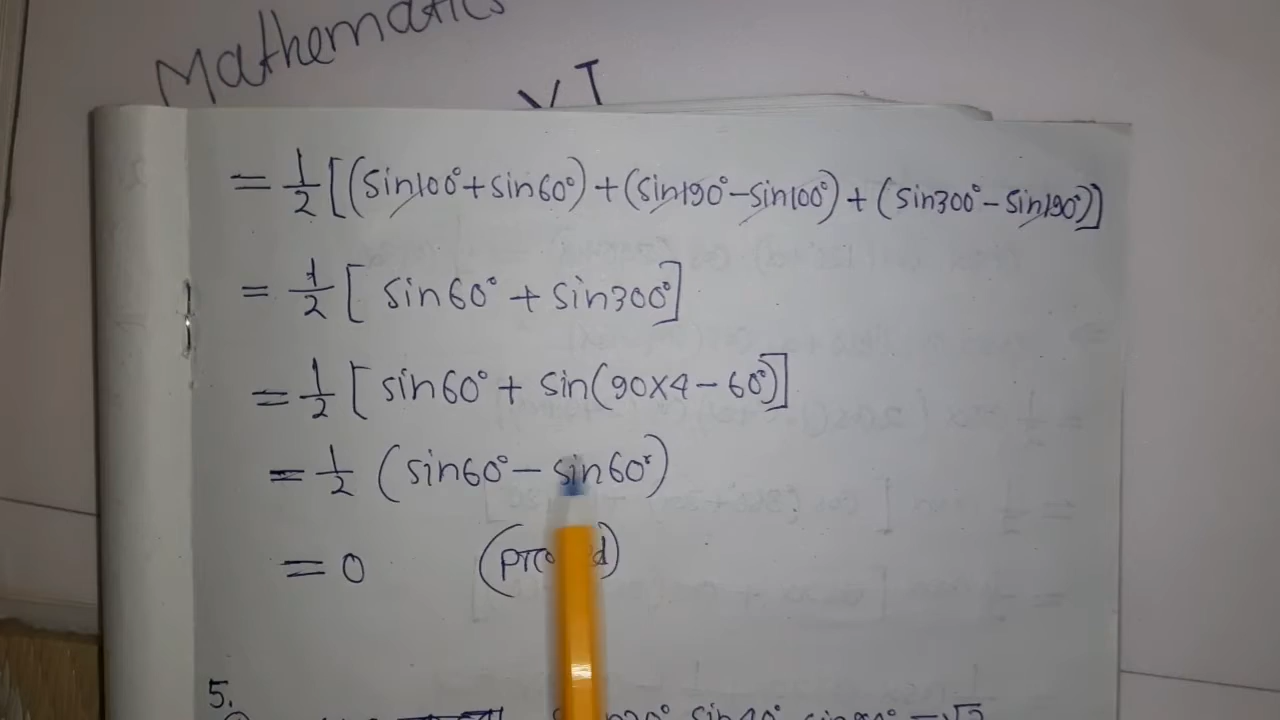 Mathematics
XI
= 1/2 [(sin100° + sin60°) + (sin190° - sin100°) + (sin300° - sin190°)]
= 1/2 [ sin60° + sin300°]
= 1/2 [ sin60° + sin(90×4 - 60°)]
= 1/2 (sin60° - sin60°)
= 0
5.